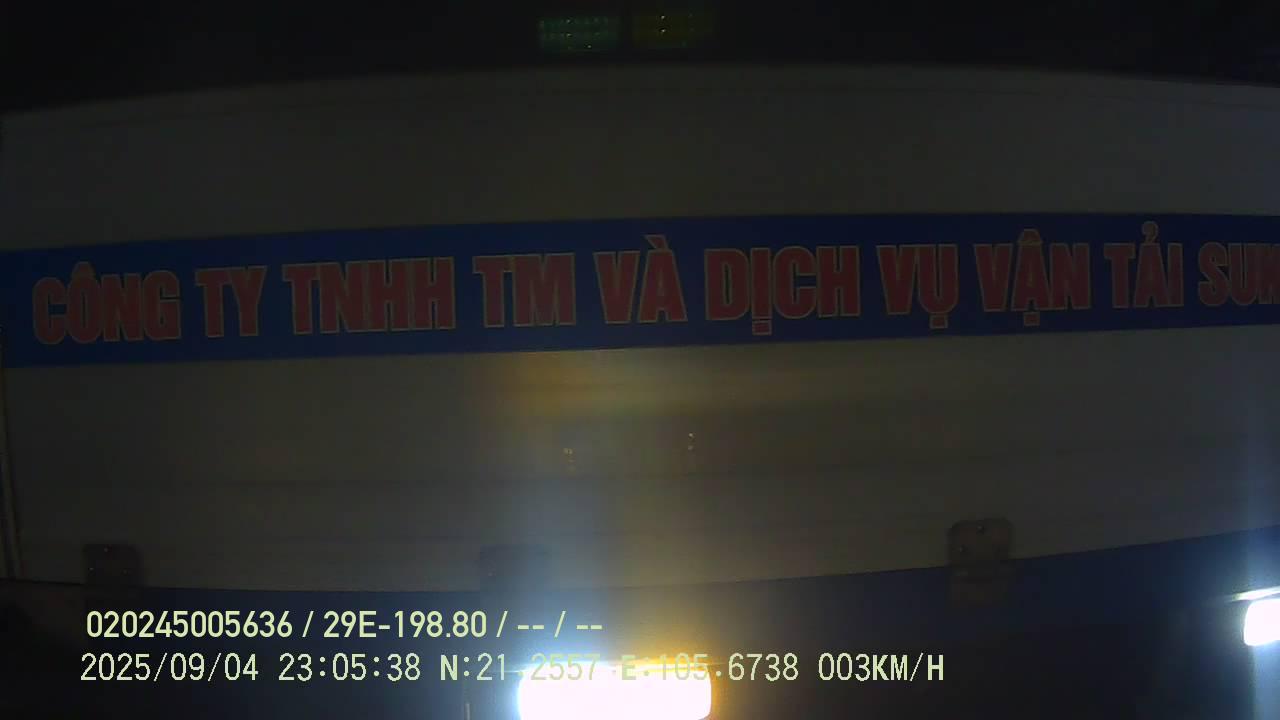 CÔNG TY TNHH TM VÀ DỊCH VỤ VẬN TẢI
020245005636 / 29E-198.80 / -- / --
2025/09/04 23:05:38 N:21.2557 E:105.6738 003KM/H